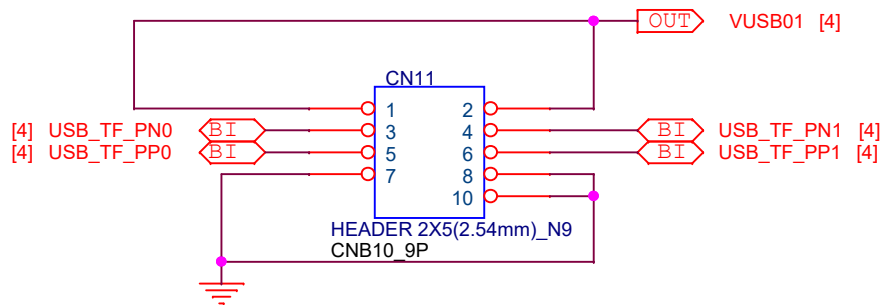 OUT VUSB01 [4]
CN11
1 2
[4] USB_TF_PN0 BI 3 4 BI USB_TF_PN1 [4]
[4] USB_TF_PP0 BI 5 6 BI USB_TF_PP1 [4]
7 8
10
HEADER 2X5(2.54mm)_N9
CNB10_9P